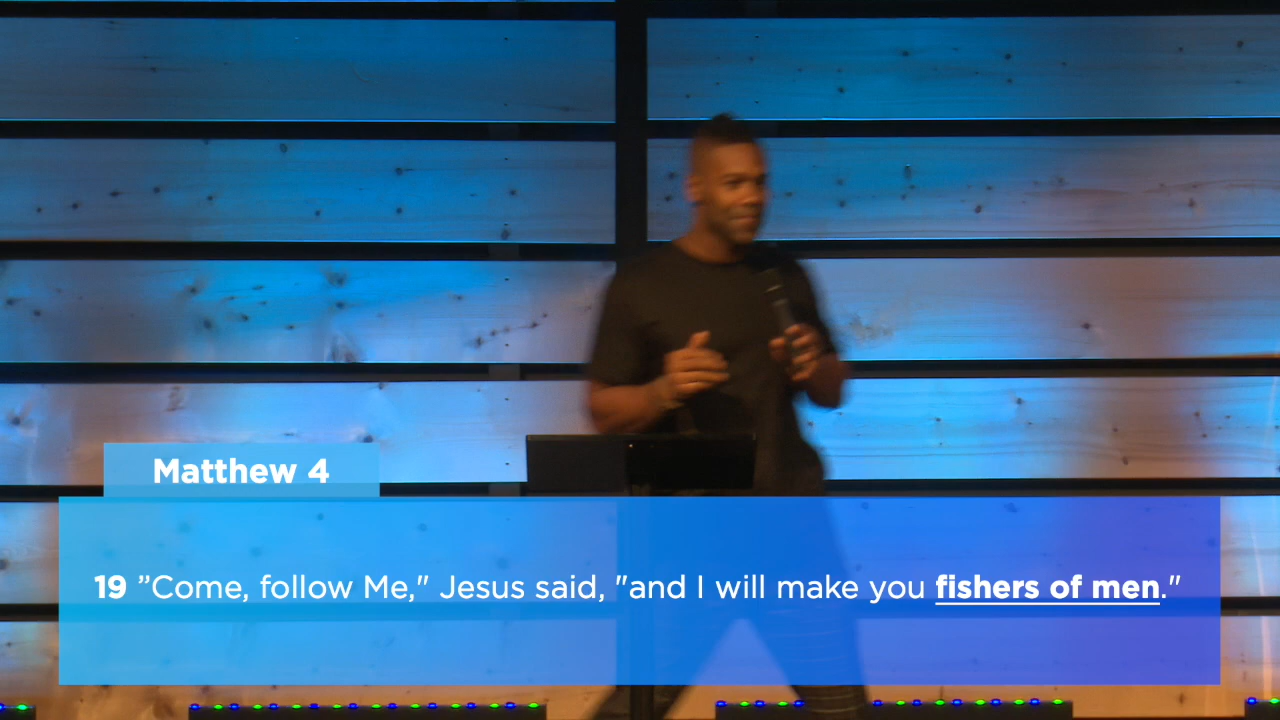 Matthew 4
19 ”Come, follow Me," Jesus said, "and I will make you fishers of men."